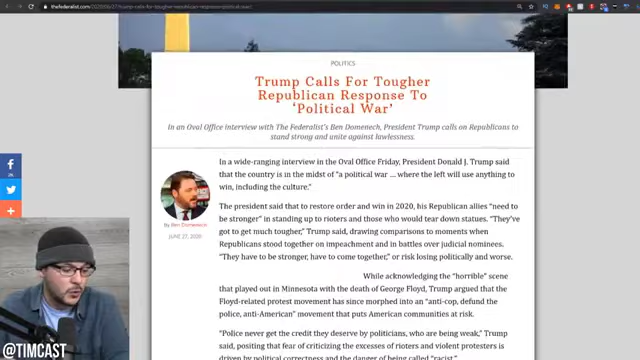 thefederalist.com/2020/06/27/trump-calls-for-tougher-republican-response-political-war/
POLITICS
Trump Calls For Tougher
Republican Response To
‘Political War’
In an Oval Office interview with The Federalist's Ben Domenech, President Trump calls on Republicans to
stand strong and unite against lawlessness.
In a wide-ranging interview in the Oval Office Friday, President Donald J. Trump said
that the country is in the midst of “a political war … where the left will use anything to
win, including the culture.”
The president said that to restore order and win in 2020, his Republican allies “need to
be stronger” in standing up to rioters and those who would tear down statues. “They've
got to get much tougher,” Trump said, drawing comparisons to moments when
Republicans stood together on impeachment and in battles over judicial nominees.
“They have to be stronger, have to come together,” or risk losing politically and worse.
By Ben Domenech
JUNE 27, 2020
While acknowledging the “horrible” scene
that played out in Minnesota with the death of George Floyd, Trump argued that the
Floyd-related protest movement has since morphed into an “anti-cop, defund the
police, anti-American” movement that puts American communities at risk.
“Police never get the credit they deserve by politicians, who are being weak,” Trump
said, positing that fear of criticizing the excesses of rioters and violent protesters is
driven by political correctness and the danger of being called “racist.”
@TIMCAST